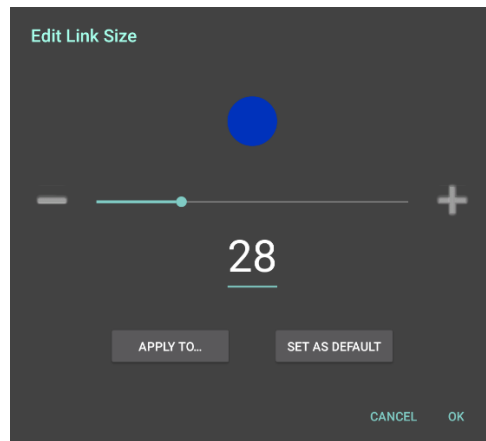 Edit Link Size
28
APPLY TO...
SET AS DEFAULT
CANCEL
OK